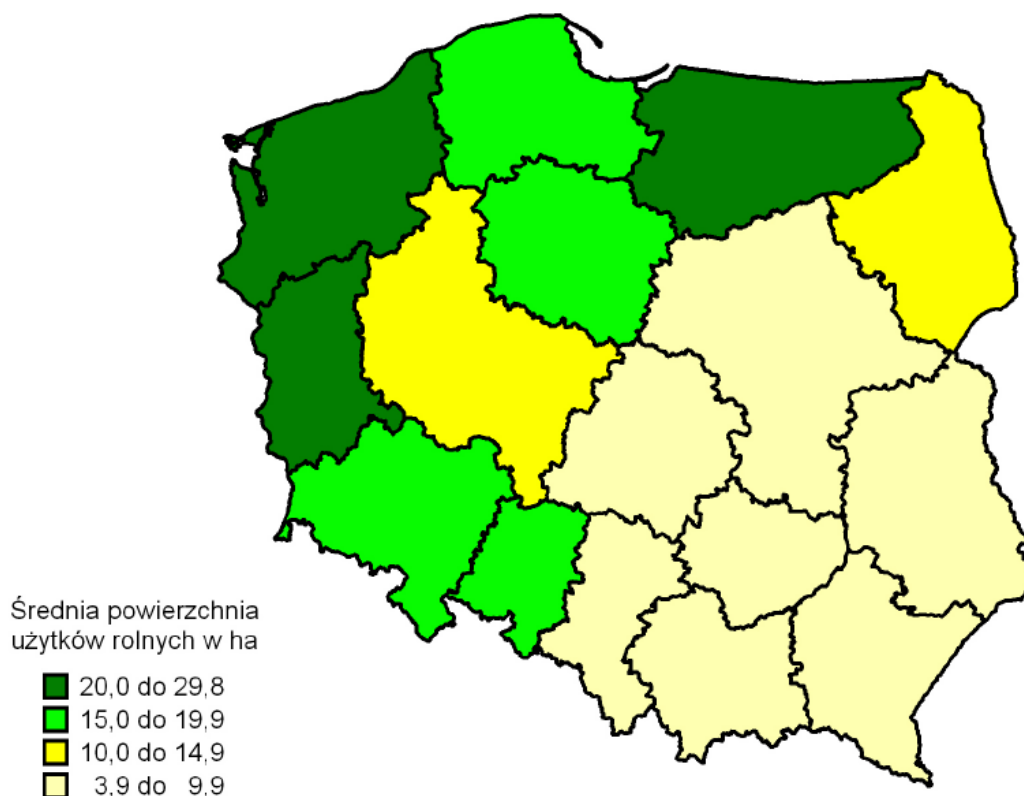 Średnia powierzchnia
użytków rolnych w ha
20,0 do 29,8
15,0 do 19,9
10,0 do 14,9
3,9 do 9,9